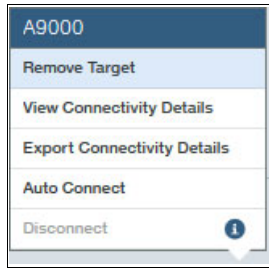 A9000
Remove Target
View Connectivity Details
Export Connectivity Details
Auto Connect
Disconnect